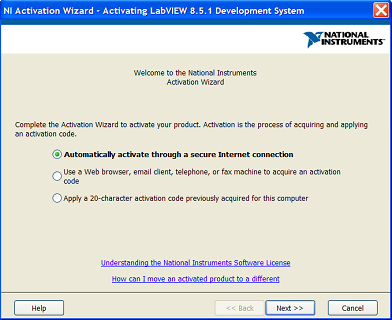 NI Activation Wizard - Activating LabVIEW 8.5.1 Development System
NATIONAL
INSTRUMENTS
Welcome to the National Instruments
Activation Wizard
Complete the Activation Wizard to activate your product. Activation is the process of acquiring and applying
an activation code.
Automatically activate through a secure Internet connection
Use a Web browser, email client, telephone, or fax machine to acquire an activation
code
Apply a 20-character activation code previously acquired for this computer
Understanding the National Instruments Software License
How can I move an activated product to a different
Help
<< Back
Next >>
Cancel